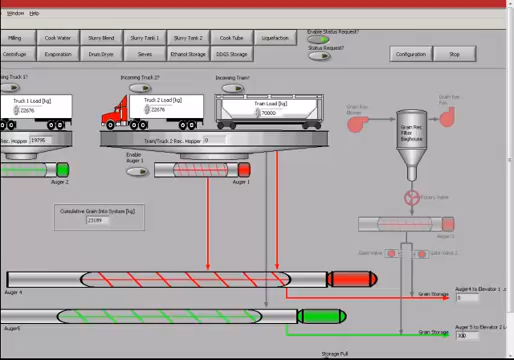 Window Help
Milling
Cook Water
Slurry Blend
Slurry Tank 1
Slurry Tank 2
Cook Tube
Liquefaction
Enable Status Request?
Centrifuge
Evaporation
Drum Dryer
Sieves
Ethanol Storage
DDGS Storage
Status Request?
Configuration
Stop
Incoming Truck 2?
Incoming Train?
Truck 1 Load [kg]
22676
Truck 2 Load [kg]
22676
Train Load [kg]
70000
Grain Rec. Blower
Grain Rec. Fan
Grain Rec. Filter Baghouse
Rec. Hopper
19795
Train/Truck 2 Rec. Hopper
0
Enable Auger 1
Auger 2
Auger 1
Rotary Valve
Auger 3
Cumulative Grain Into System [kg]
23189
Auger 4
Grain Storage
Auger4 to Elevator 1
0
Auger5
Grain Storage
Auger 5 to Elevator 2
Storage Full